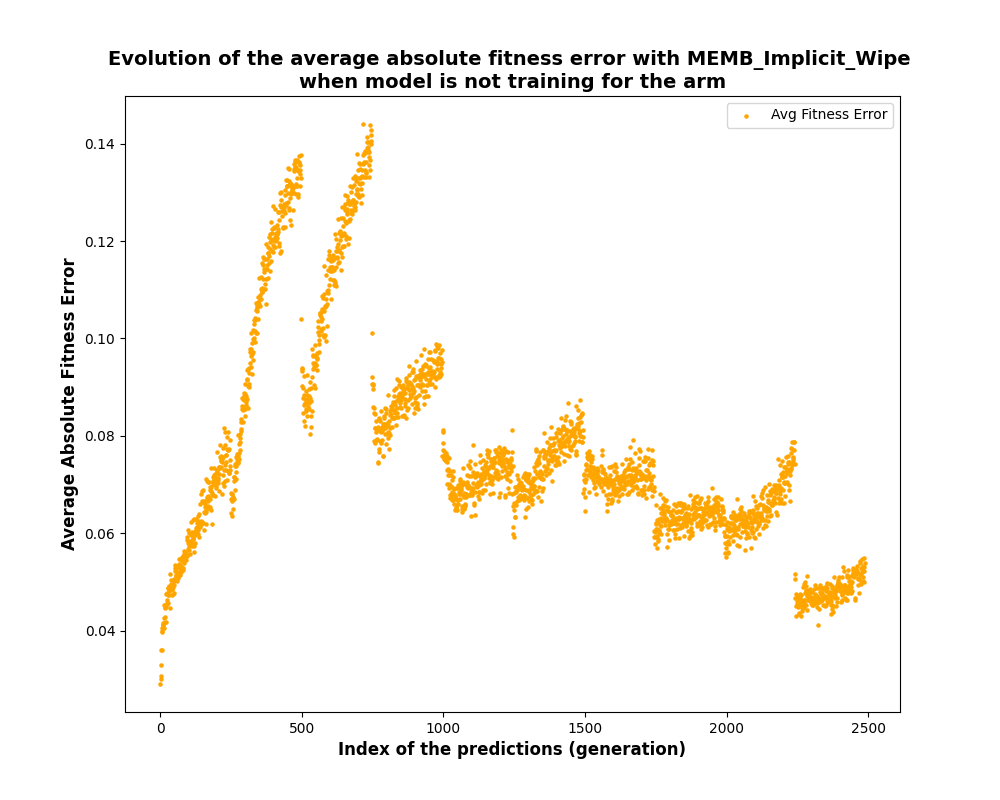 Evolution of the average absolute fitness error with MEMB_Implicit_Wipe
when model is not training for the arm
Avg Fitness Error
Average Absolute Fitness Error
0.14
0.12
0.10
0.08
0.06
0.04
0
500
1000
1500
2000
2500
Index of the predictions (generation)